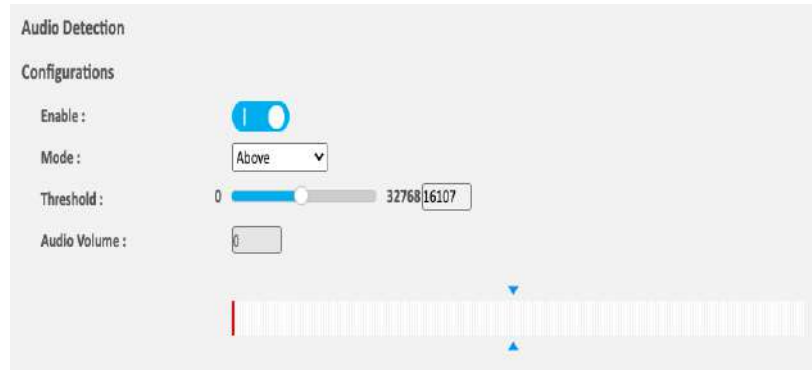 Audio Detection
Configurations
Enable :
Mode : Above
Threshold : 0 32768 16107
Audio Volume : 0